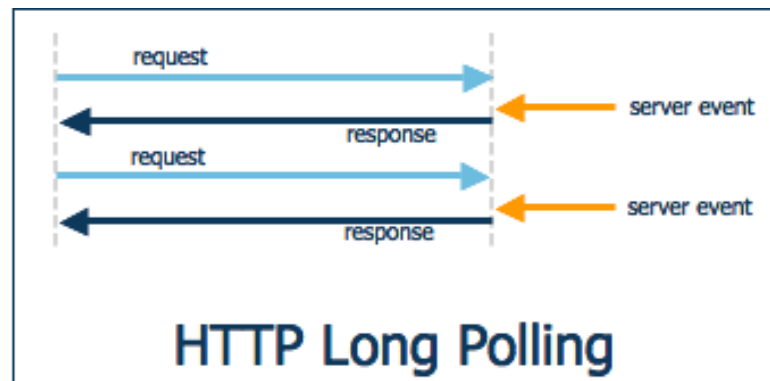 request
server event
response
request
server event
response
HTTP Long Polling